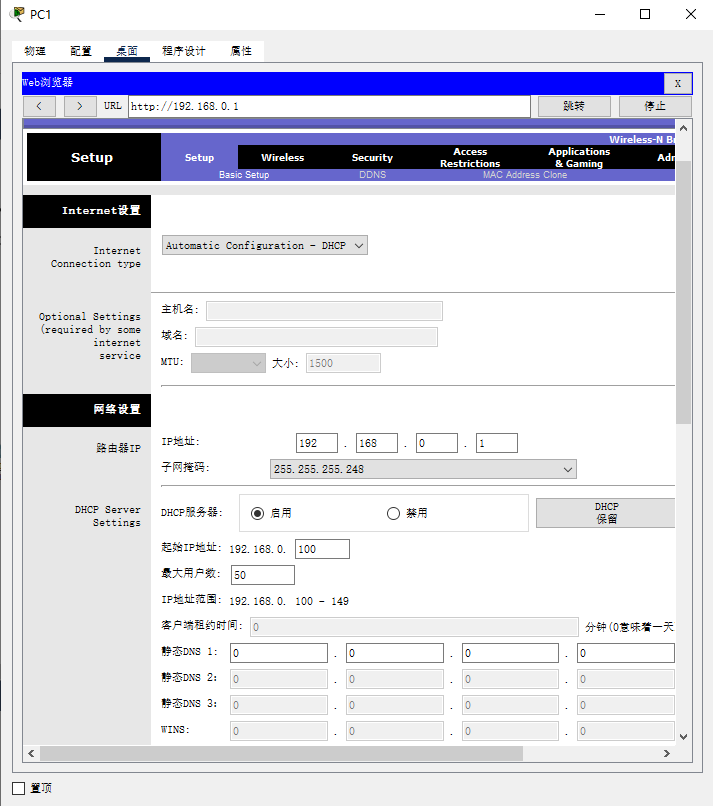 PC1
物理 配置 桌面 程序设计 属性
Web浏览器 X
< > URL http://192.168.0.1 跳转 停止
Wireless-N Br
Setup Setup Wireless Security Access Restrictions Applications & Gaming Adm
Basic Setup DDNS MAC Address Clone
Internet设置
Internet
Connection type
Automatic Configuration - DHCP
Optional Settings
(required by some
internet
service
主机名:
域名:
MTU: 大小: 1500
网络设置
路由器IP
IP地址: 192 . 168 . 0 . 1
子网掩码: 255.255.255.248
DHCP Server
Settings
DHCP服务器: 启用 禁用
DHCP
保留
起始IP地址: 192.168.0. 100
最大用户数: 50
IP地址范围: 192.168.0. 100 - 149
客户端租约时间: 0 分钟(0意味着一天
静态DNS 1: 0 . 0 . 0 . 0
静态DNS 2: 0 . 0 . 0 . 0
静态DNS 3: 0 . 0 . 0 . 0
WINS: 0 . 0 . 0 . 0
置顶